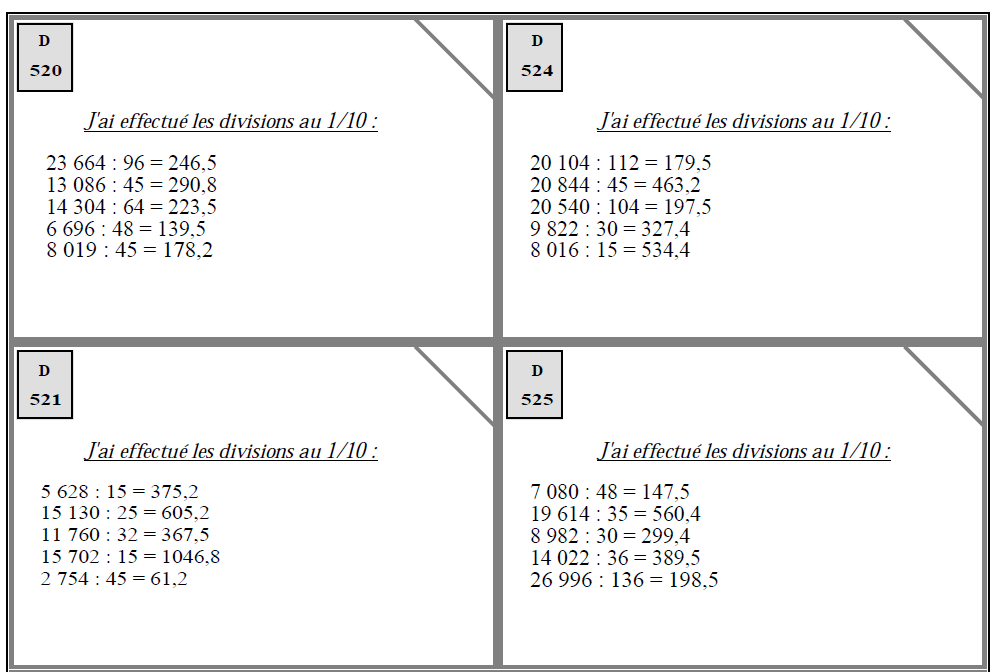 D
520
J'ai effectué les divisions au 1/10 :
23 664 : 96 = 246,5
13 086 : 45 = 290,8
14 304 : 64 = 223,5
6 696 : 48 = 139,5
8 019 : 45 = 178,2
D
524
J'ai effectué les divisions au 1/10 :
20 104 : 112 = 179,5
20 844 : 45 = 463,2
20 540 : 104 = 197,5
9 822 : 30 = 327,4
8 016 : 15 = 534,4
D
521
J'ai effectué les divisions au 1/10 :
5 628 : 15 = 375,2
15 130 : 25 = 605,2
11 760 : 32 = 367,5
15 702 : 15 = 1046,8
2 754 : 45 = 61,2
D
525
J'ai effectué les divisions au 1/10 :
7 080 : 48 = 147,5
19 614 : 35 = 560,4
8 982 : 30 = 299,4
14 022 : 36 = 389,5
26 996 : 136 = 198,5